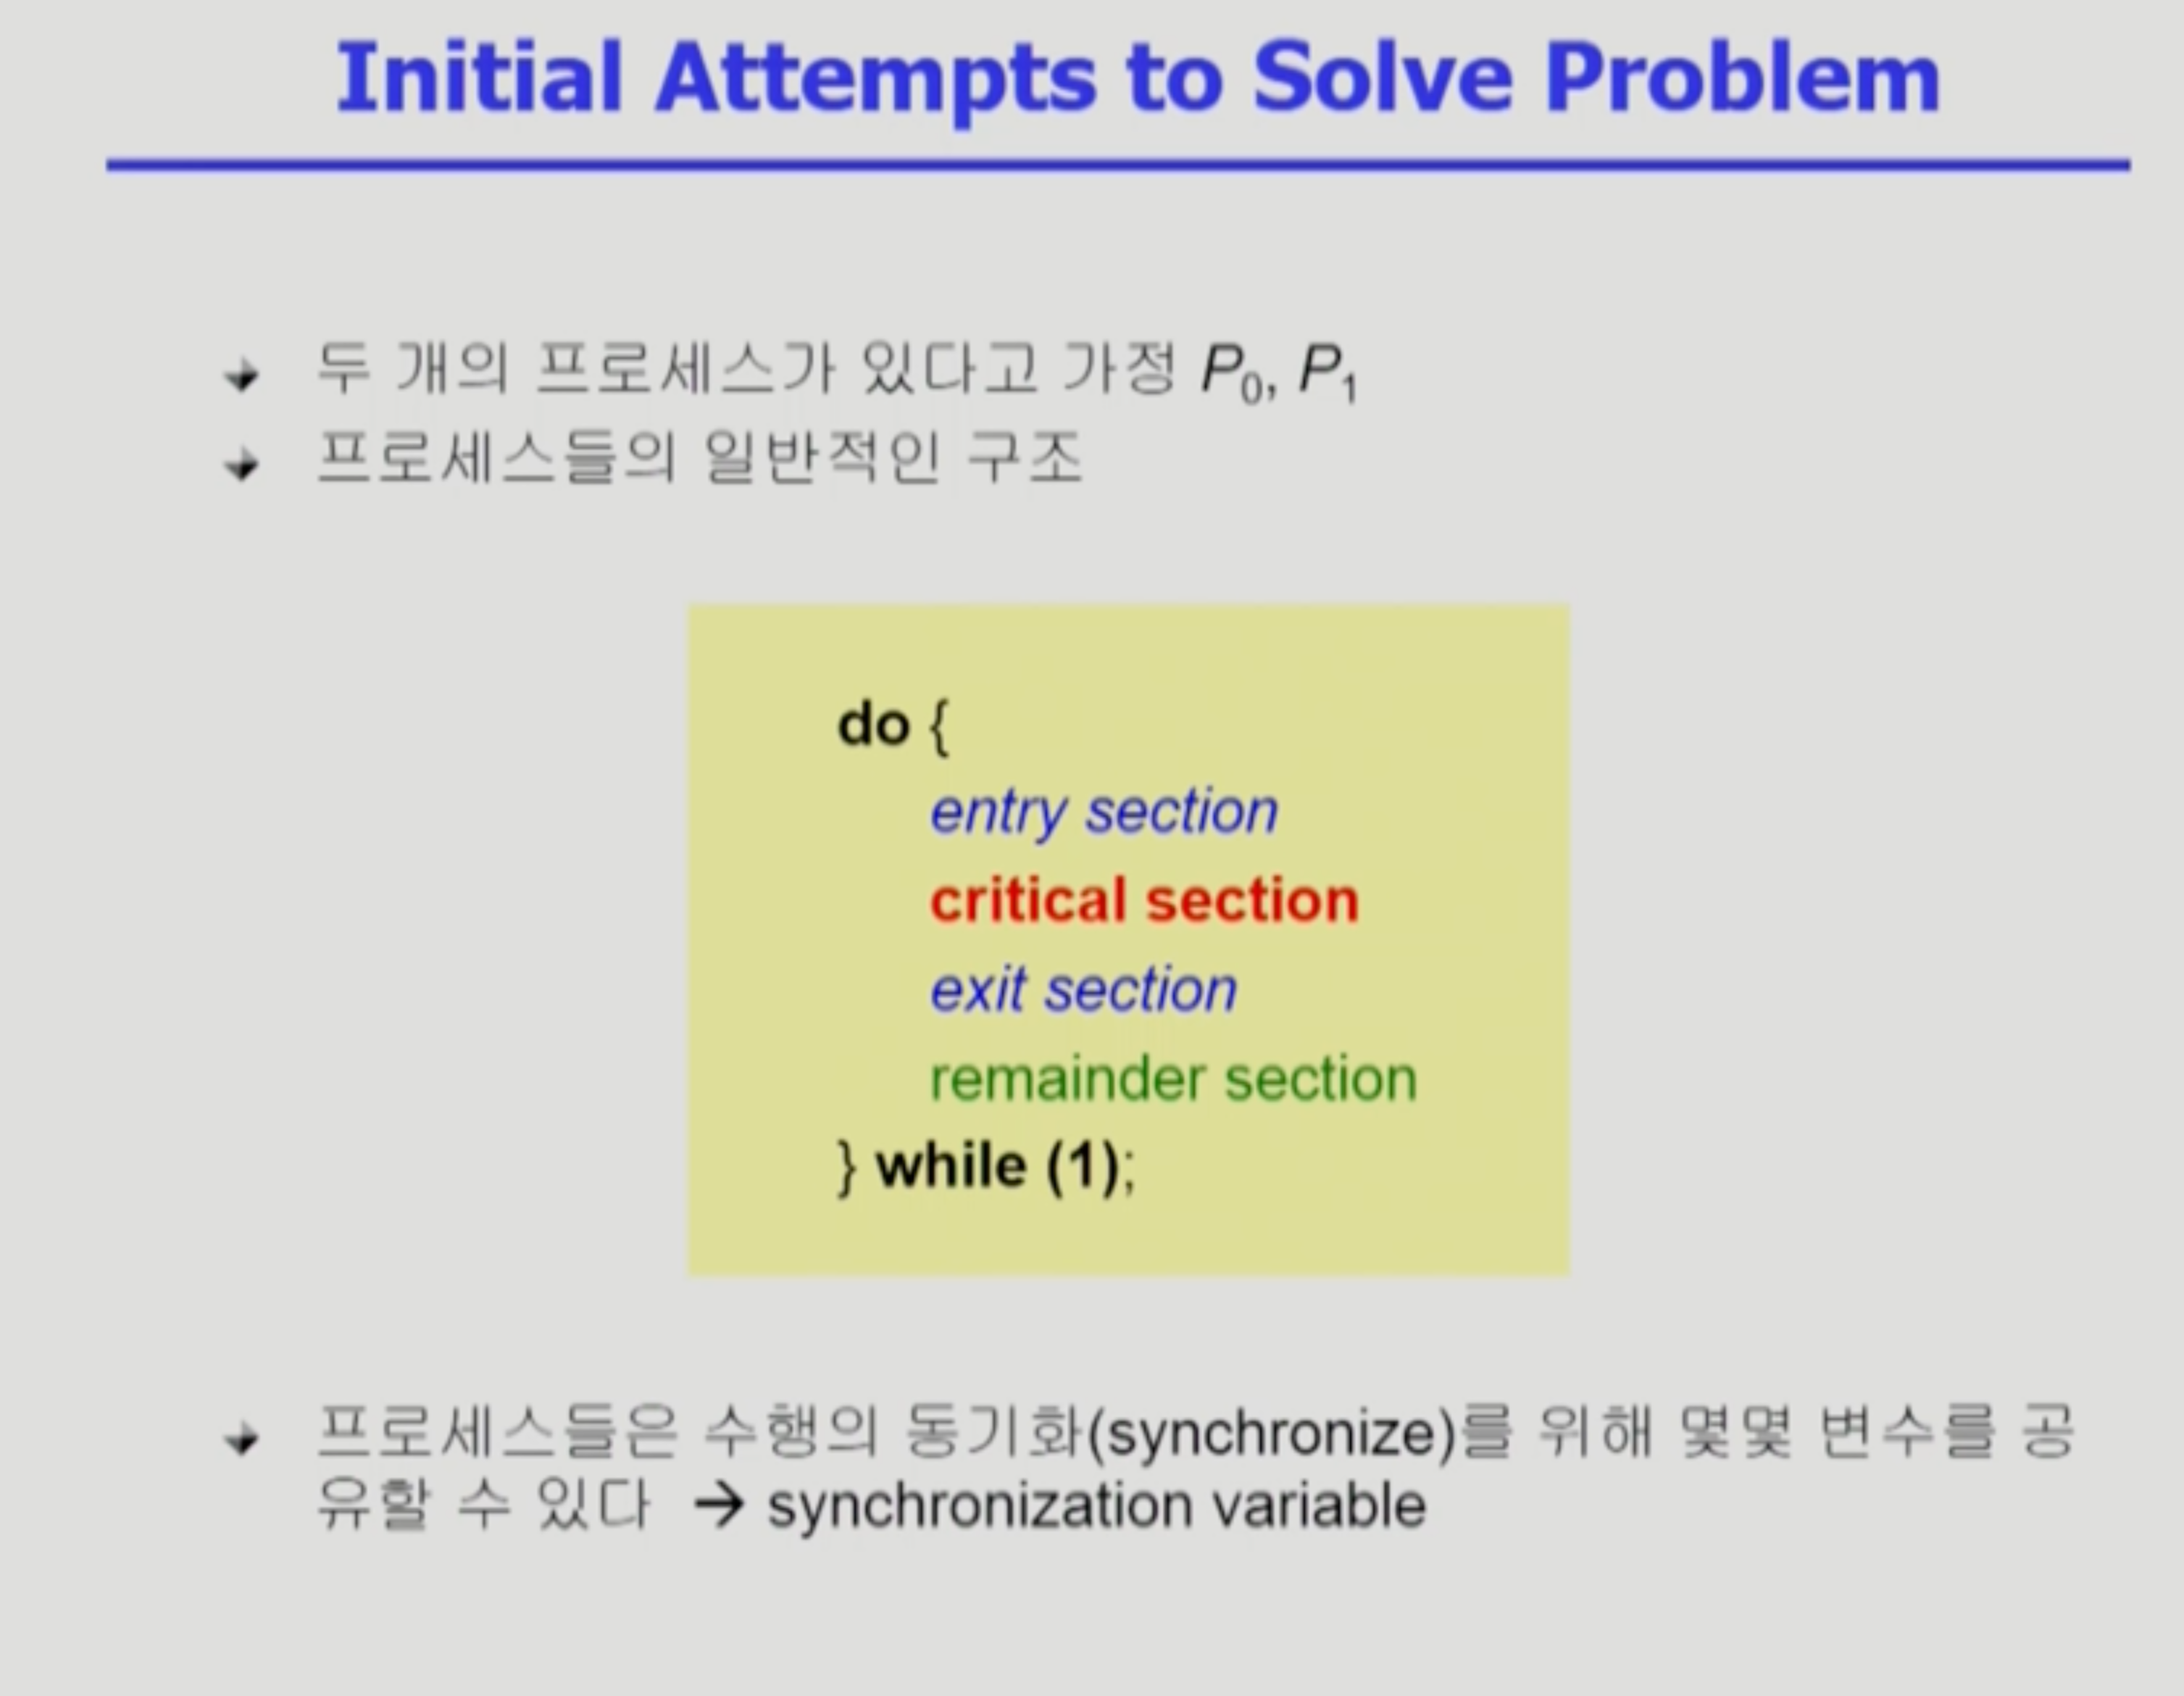 Initial Attempts to Solve Problem
두 개의 프로세스가 있다고 가정 P0, P1
프로세스들의 일반적인 구조
do {
entry section
critical section
exit section
remainder section
} while (1);
프로세스들은 수행의 동기화(synchronize)를 위해 몇몇 변수를 공
유할 수 있다 → synchronization variable